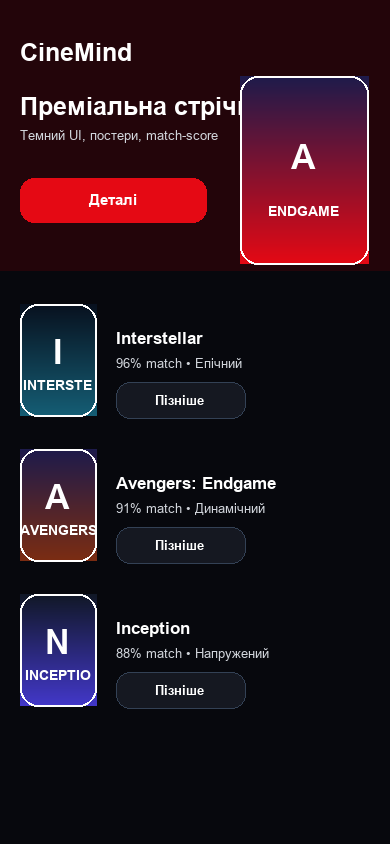 CineMind
Преміальна стрічк
Темний UI, постери, match-score
Деталі
A
ENDGAME
I
INTERSTE
Interstellar
96% match • Епічний
Пізніше
A
AVENGERS
Avengers: Endgame
91% match • Динамічний
Пізніше
N
INCEPTIO
Inception
88% match • Напружений
Пізніше